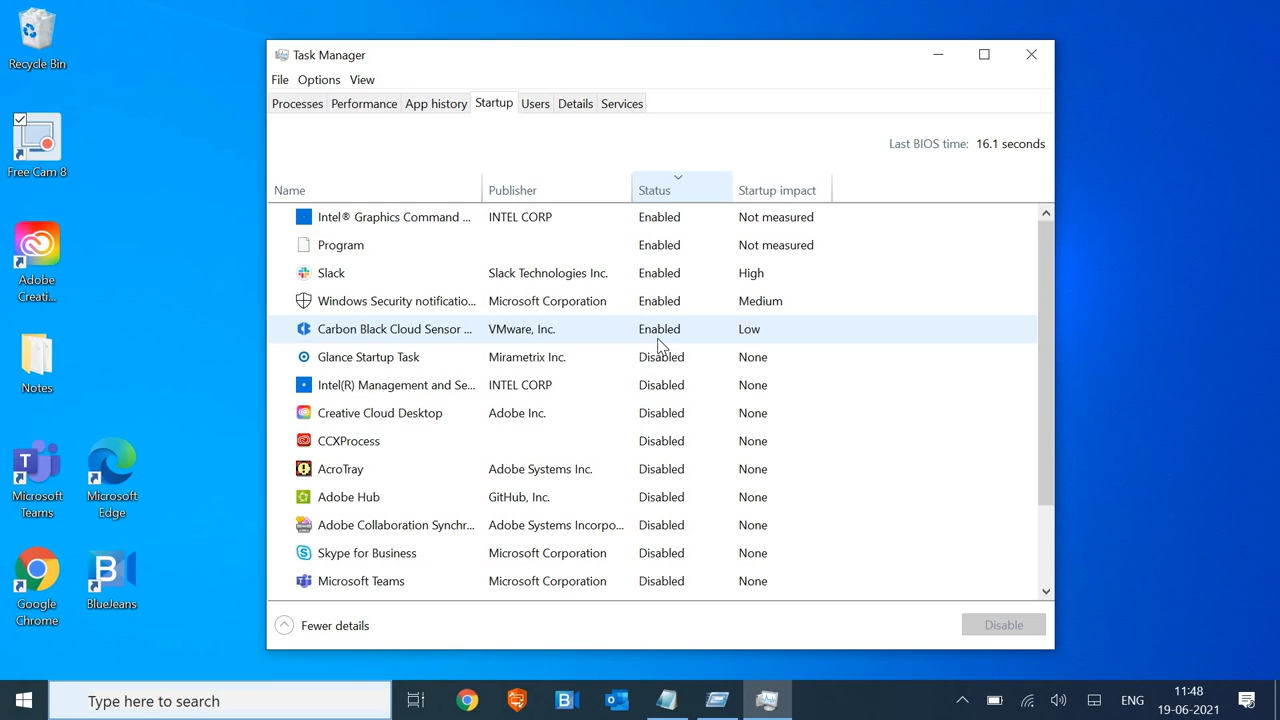 Recycle Bin
Free Cam 8
Adobe
Creati...
Notes
Microsoft
Teams
Microsoft
Edge
Google
Chrome
BlueJeans
Task Manager
File Options View
Processes Performance App history Startup Users Details Services
Last BIOS time: 16.1 seconds
Name Publisher Status Startup impact
Intel® Graphics Command ... INTEL CORP Enabled Not measured
Program Enabled Not measured
Slack Slack Technologies Inc. Enabled High
Windows Security notificatio... Microsoft Corporation Enabled Medium
Carbon Black Cloud Sensor ... VMware, Inc. Enabled Low
Glance Startup Task Mirametrix Inc. Disabled None
Intel(R) Management and Se... INTEL CORP Disabled None
Creative Cloud Desktop Adobe Inc. Disabled None
CCXProcess Disabled None
AcroTray Adobe Systems Inc. Disabled None
Adobe Hub GitHub, Inc. Disabled None
Adobe Collaboration Synchr... Adobe Systems Incorpo... Disabled None
Skype for Business Microsoft Corporation Disabled None
Microsoft Teams Microsoft Corporation Disabled None
Fewer details Disable
Type here to search
ENG
11:48
19-06-2021